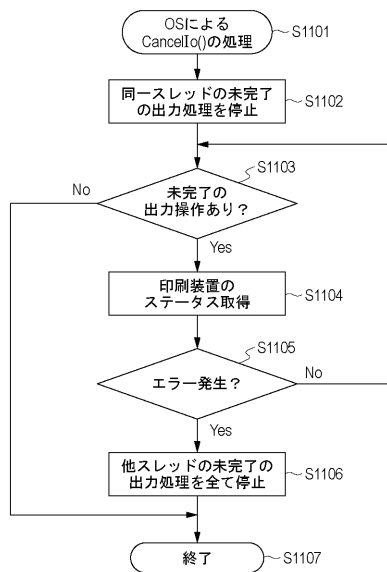 OSによる
CancelIo()の処理
S1101
同一スレッドの未完了
の出力処理を停止
S1102
S1103
No
未完了の
出力操作あり？
Yes
印刷装置の
ステータス取得
S1104
S1105
エラー発生？
No
Yes
他スレッドの未完了の
出力処理を全て停止
S1106
終了
S1107